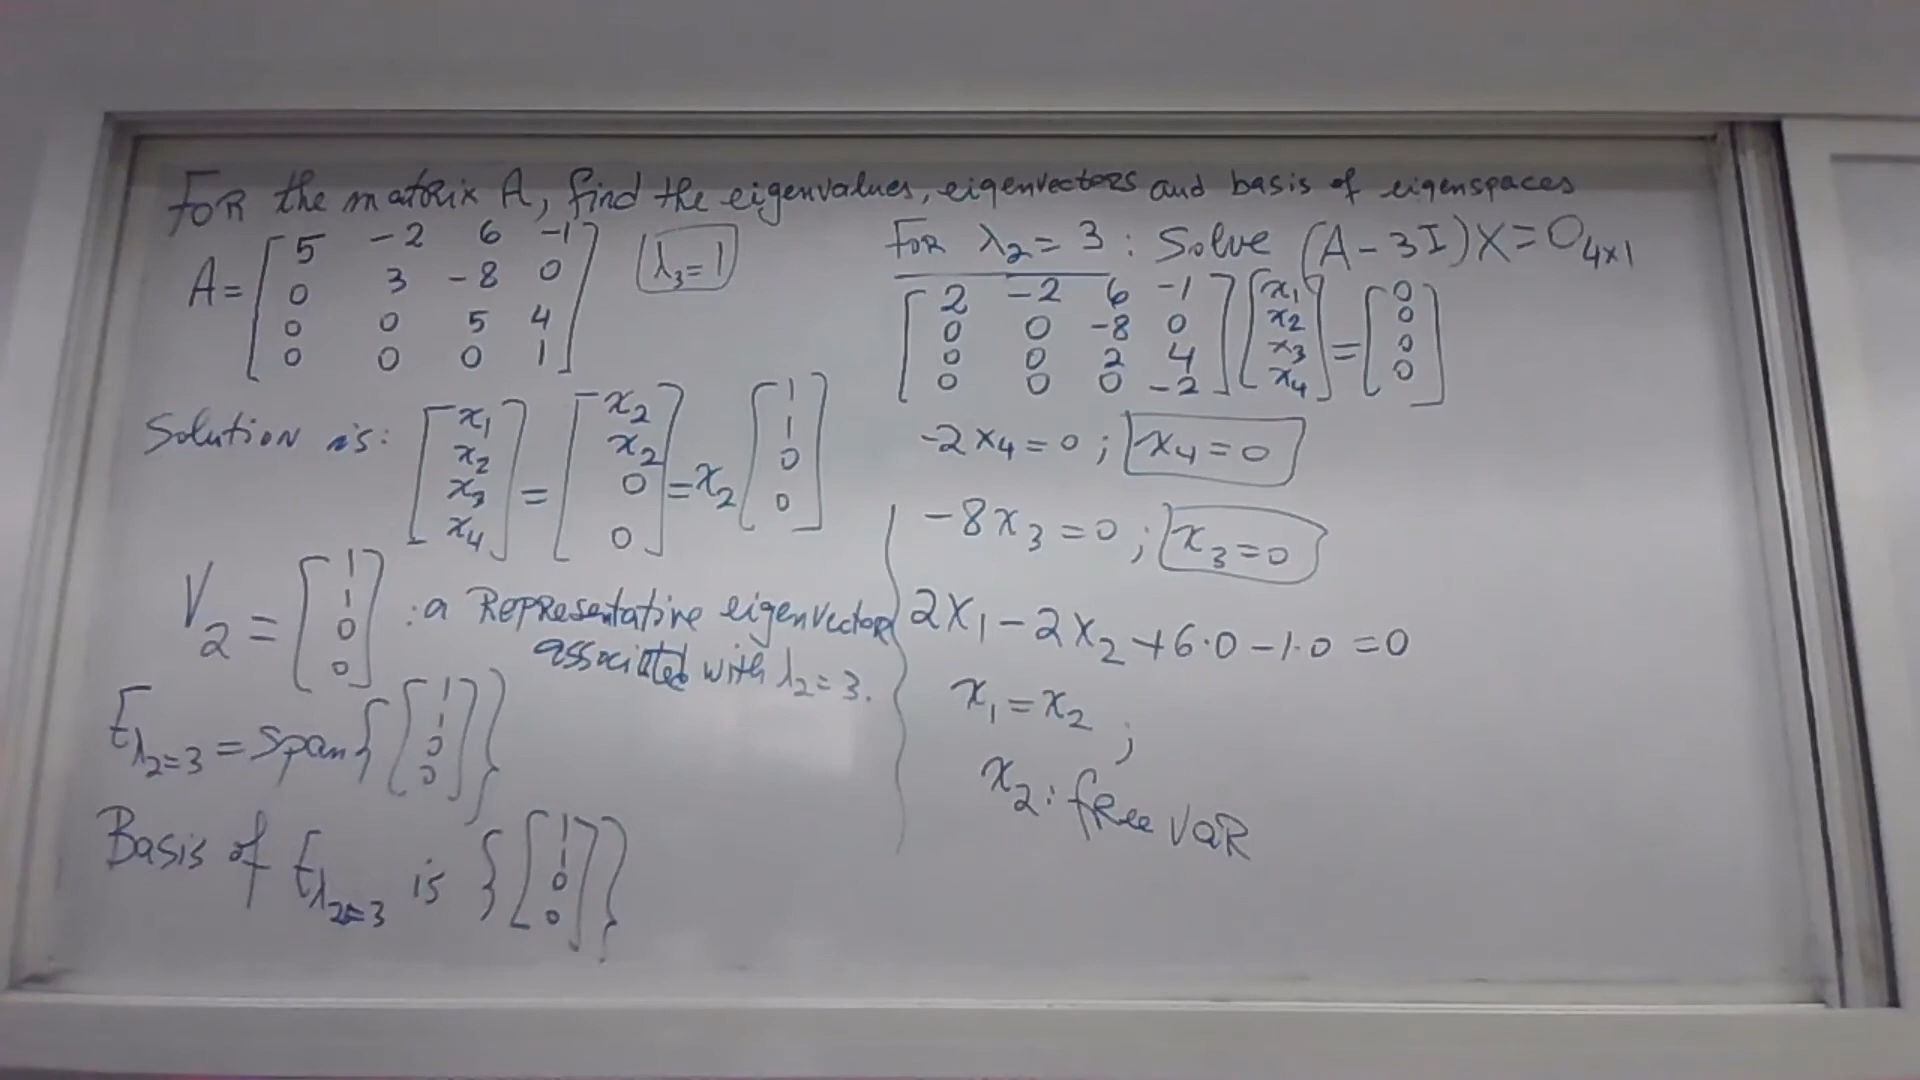 FOR the matrix A, find the eigenvalues, eigenvectors and basis of eigenspaces
A = [ 5 -2 6 -1
0 3 -8 0
0 0 5 4
0 0 0 1 ]
λ₃ = 1
Solution is: [ x₁ x₂ x₃ x₄ ] = [ x₂ x₂ 0 0 ] = x₂ [ 1 1 0 0 ]
V₂ = [ 1 1 0 0 ] : a Representative eigenvector
associated with λ₂ = 3.
E_λ₂=3 = span { [ 1 1 0 0 ] }
Basis of E_λ₂=3 is { [ 1 1 0 0 ] }
FOR λ₂ = 3 : Solve (A - 3I)X = O₄ₓ₁
[ 2 -2 6 -1
0 0 -8 0
0 0 2 4
0 0 0 -2 ] [ x₁ x₂ x₃ x₄ ] = [ 0 0 0 0 ]
-2x₄ = 0 ; x₄ = 0
-8x₃ = 0 ; x₃ = 0
2x₁ - 2x₂ + 6·0 - 1·0 = 0
x₁ = x₂ ;
x₂ : free VAR